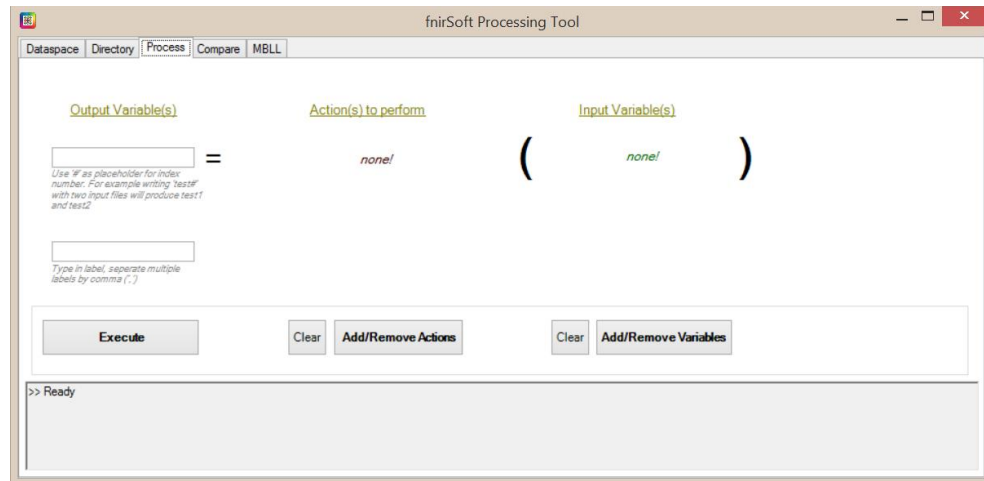 fnirSoft Processing Tool
Dataspace Directory Process Compare MBLL
Output Variable(s) Action(s) to perform Input Variable(s)
= none! ( none! )
Use '#' as placeholder for index
number. For example writing 'test#'
with two input files will produce test1
and test2
Type in label, seperate multiple
labels by comma (",")
Execute Clear Add/Remove Actions Clear Add/Remove Variables
>> Ready